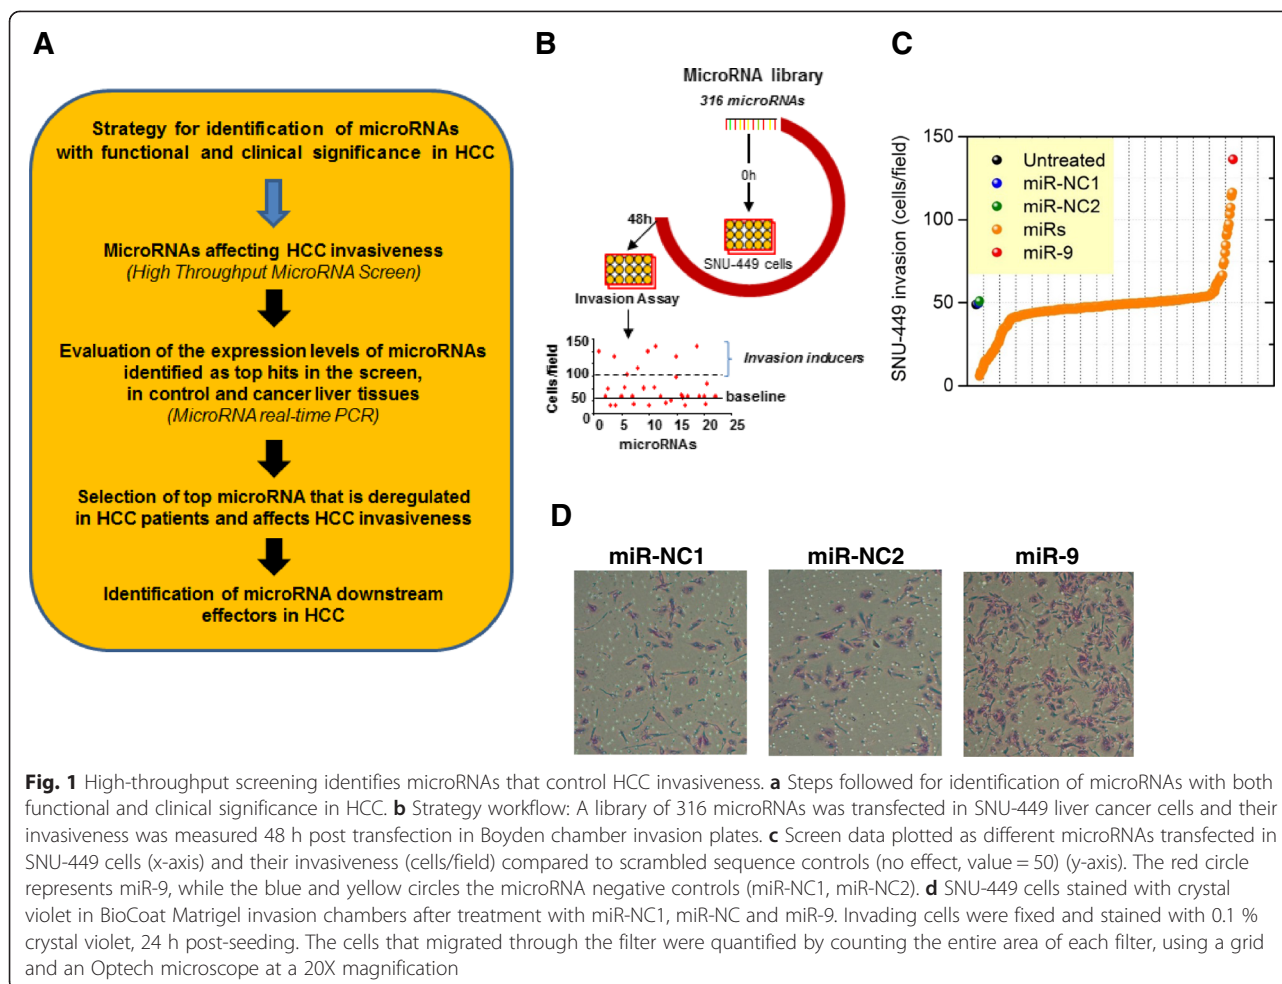 A
Strategy for identification of microRNAs
with functional and clinical significance in HCC
MicroRNAs affecting HCC invasiveness
(High Throughput MicroRNA Screen)
Evaluation of the expression levels of microRNAs
identified as top hits in the screen,
in control and cancer liver tissues
(MicroRNA real-time PCR)
Selection of top microRNA that is deregulated
in HCC patients and affects HCC invasiveness
Identification of microRNA downstream
effectors in HCC
B
MicroRNA library
316 microRNAs
0h
48h
SNU-449 cells
Invasion Assay
Cells/field
150
100
50
0
Invasion inducers
baseline
0 5 10 15 20 25
microRNAs
C
SNU-449 invasion (cells/field)
150
100
50
0
Untreated
miR-NC1
miR-NC2
miRs
miR-9
D
miR-NC1 miR-NC2 miR-9
Fig. 1 High-throughput screening identifies microRNAs that control HCC invasiveness. a Steps followed for identification of microRNAs with both
functional and clinical significance in HCC. b Strategy workflow: A library of 316 microRNAs was transfected in SNU-449 liver cancer cells and their
invasiveness was measured 48 h post transfection in Boyden chamber invasion plates. c Screen data plotted as different microRNAs transfected in
SNU-449 cells (x-axis) and their invasiveness (cells/field) compared to scrambled sequence controls (no effect, value = 50) (y-axis). The red circle
represents miR-9, while the blue and yellow circles the microRNA negative controls (miR-NC1, miR-NC2). d SNU-449 cells stained with crystal
violet in BioCoat Matrigel invasion chambers after treatment with miR-NC1, miR-NC and miR-9. Invading cells were fixed and stained with 0.1 %
crystal violet, 24 h post-seeding. The cells that migrated through the filter were quantified by counting the entire area of each filter, using a grid
and an Optech microscope at a 20X magnification